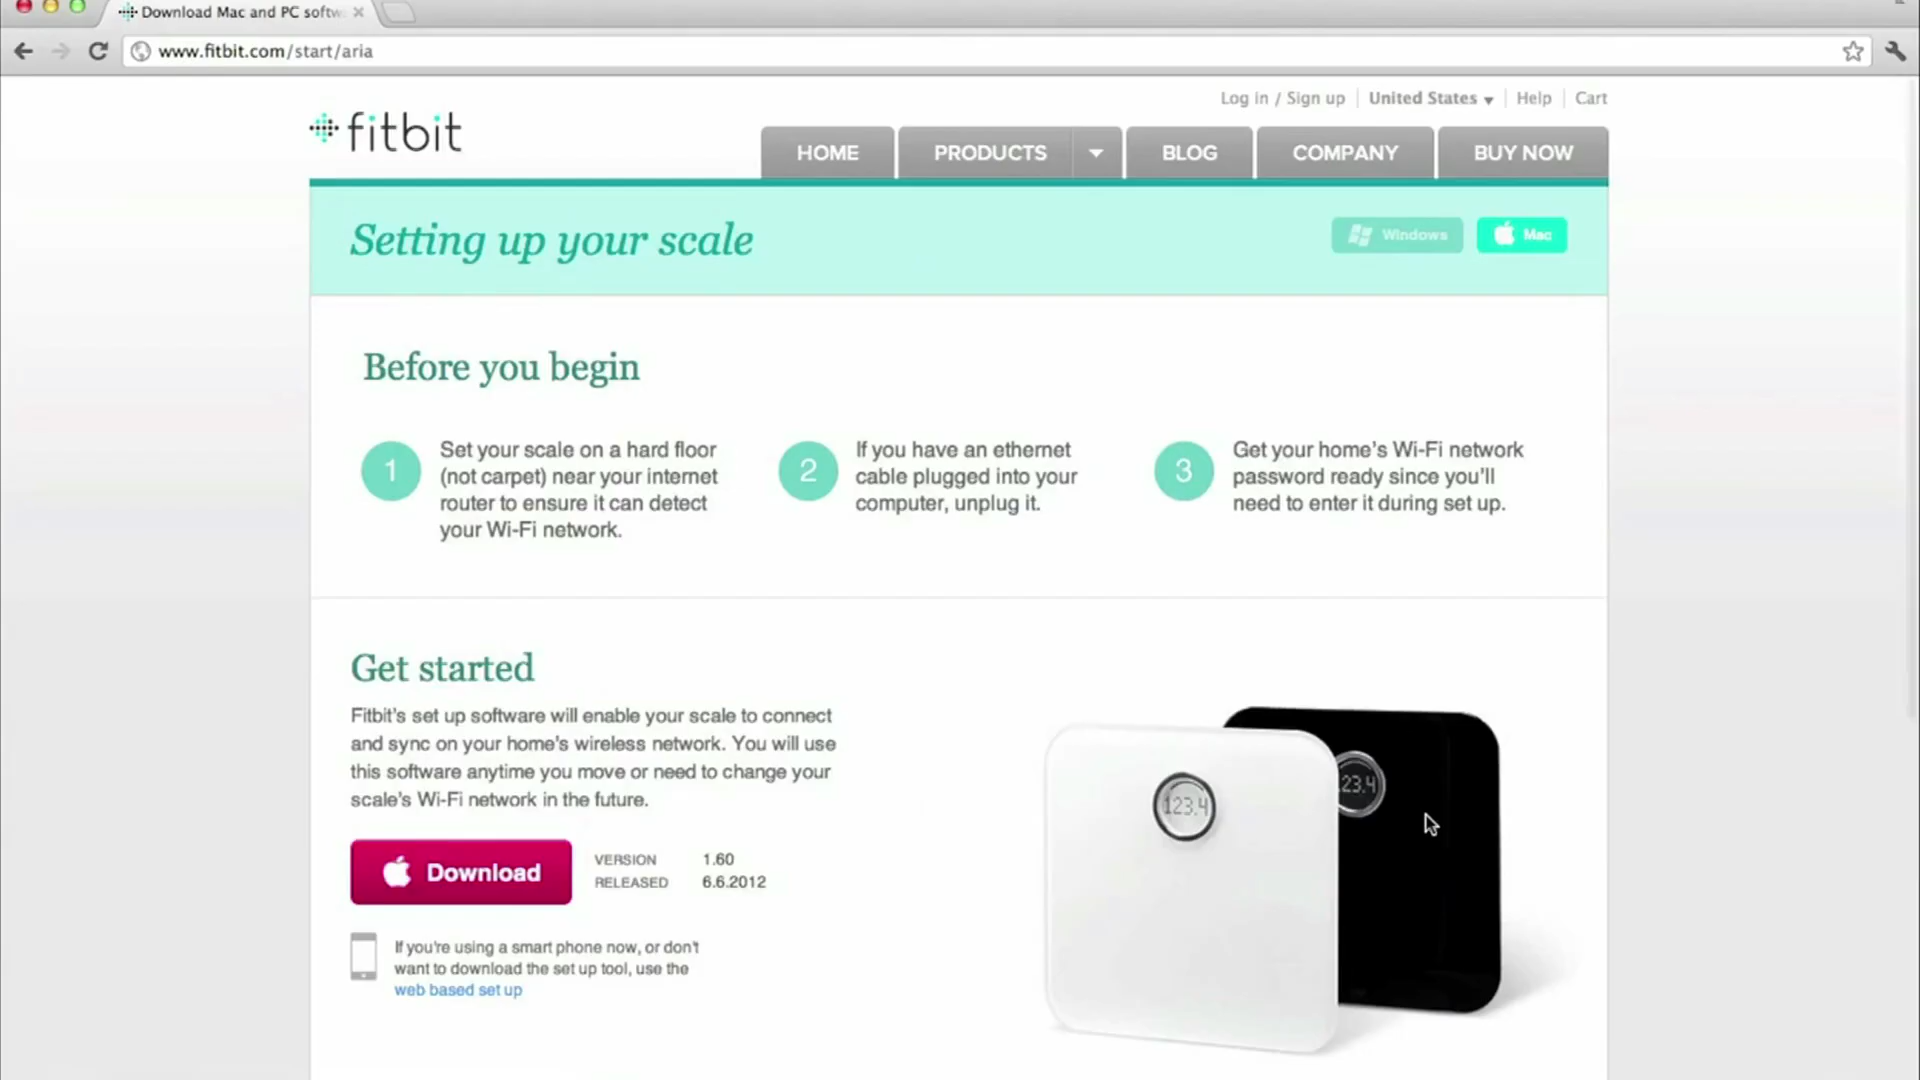 Download Mac and PC softw
www.fitbit.com/start/aria
Log in / Sign up
United States
Help
Cart
fitbit
HOME
PRODUCTS
BLOG
COMPANY
BUY NOW
Setting up your scale
Windows
Mac
Before you begin
1
Set your scale on a hard floor
(not carpet) near your internet
router to ensure it can detect
your Wi-Fi network.
2
If you have an ethernet
cable plugged into your
computer, unplug it.
3
Get your home's Wi-Fi network
password ready since you'll
need to enter it during set up.
Get started
Fitbit's set up software will enable your scale to connect
and sync on your home's wireless network. You will use
this software anytime you move or need to change your
scale's Wi-Fi network in the future.
Download
VERSION 1.60
RELEASED 6.6.2012
If you're using a smart phone now, or don't
want to download the set up tool, use the
web based set up
123.4
23.4